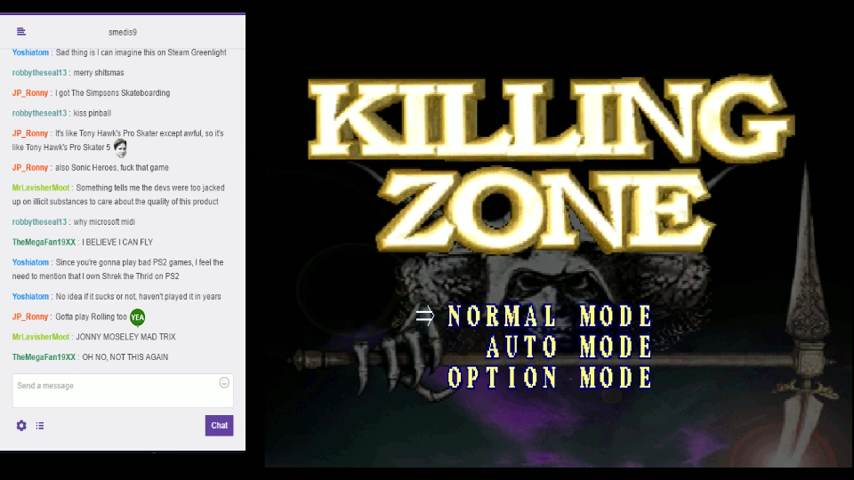 smedis9
Yoshiatom : Sad thing is I can imagine this on Steam Greenlight
robbytheseal13 : merry shitsmas
JP_Ronny : I got The Simpsons Skateboarding
robbytheseal13 : kiss pinball
JP_Ronny : it's like Tony Hawk's Pro Skater except awful, so it's
like Tony Hawk's Pro Skater 5
JP_Ronny : also Sonic Heroes, fuck that game
MrLavisherMoot : Something tells me the devs were too jacked
up on illicit substances to care about the quality of this product
robbytheseal13 : why microsoft midi
TheMegaFan19XX : I BELIEVE I CAN FLY
Yoshiatom : Since you're gonna play bad PS2 games, I feel the
need to mention that I own Shrek the Thrid on PS2
Yoshiatom : No idea if it sucks or not, haven't played it in years
JP_Ronny : Gotta play Rolling too YEA
MrLavisherMoot : JONNY MOSELEY MAD TRIX
TheMegaFan19XX : OH NO, NOT THIS AGAIN
Send a message
Chat
KILLING
ZONE
⇒ NORMAL MODE
AUTO MODE
OPTION MODE